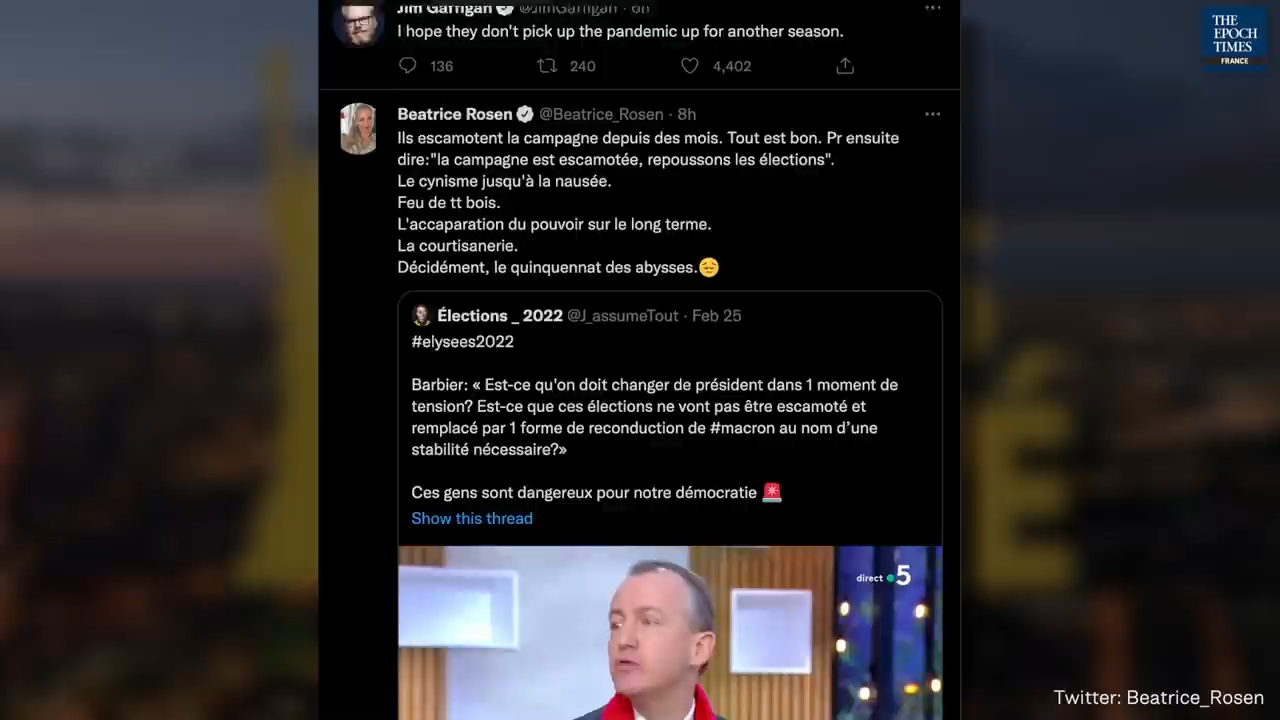 Jim Gaffigan @JimGaffigan · 6h
I hope they don't pick up the pandemic up for another season.
136 240 4,402
Beatrice Rosen @Beatrice_Rosen · 8h
Ils escamotent la campagne depuis des mois. Tout est bon. Pr ensuite
dire:"la campagne est escamotée, repoussons les élections".
Le cynisme jusqu'à la nausée.
Feu de tt bois.
L'accaparation du pouvoir sur le long terme.
La courtisanerie.
Décidément, le quinquennat des abysses.😔
Élections _ 2022 @J_assumeTout · Feb 25
#elysees2022
Barbier: « Est-ce qu'on doit changer de président dans 1 moment de
tension? Est-ce que ces élections ne vont pas être escamoté et
remplacé par 1 forme de reconduction de #macron au nom d’une
stabilité nécessaire?»
Ces gens sont dangereux pour notre démocratie 🚨
Show this thread
direct 5
THE
EPOCH
TIMES
FRANCE
Twitter: Beatrice_Rosen